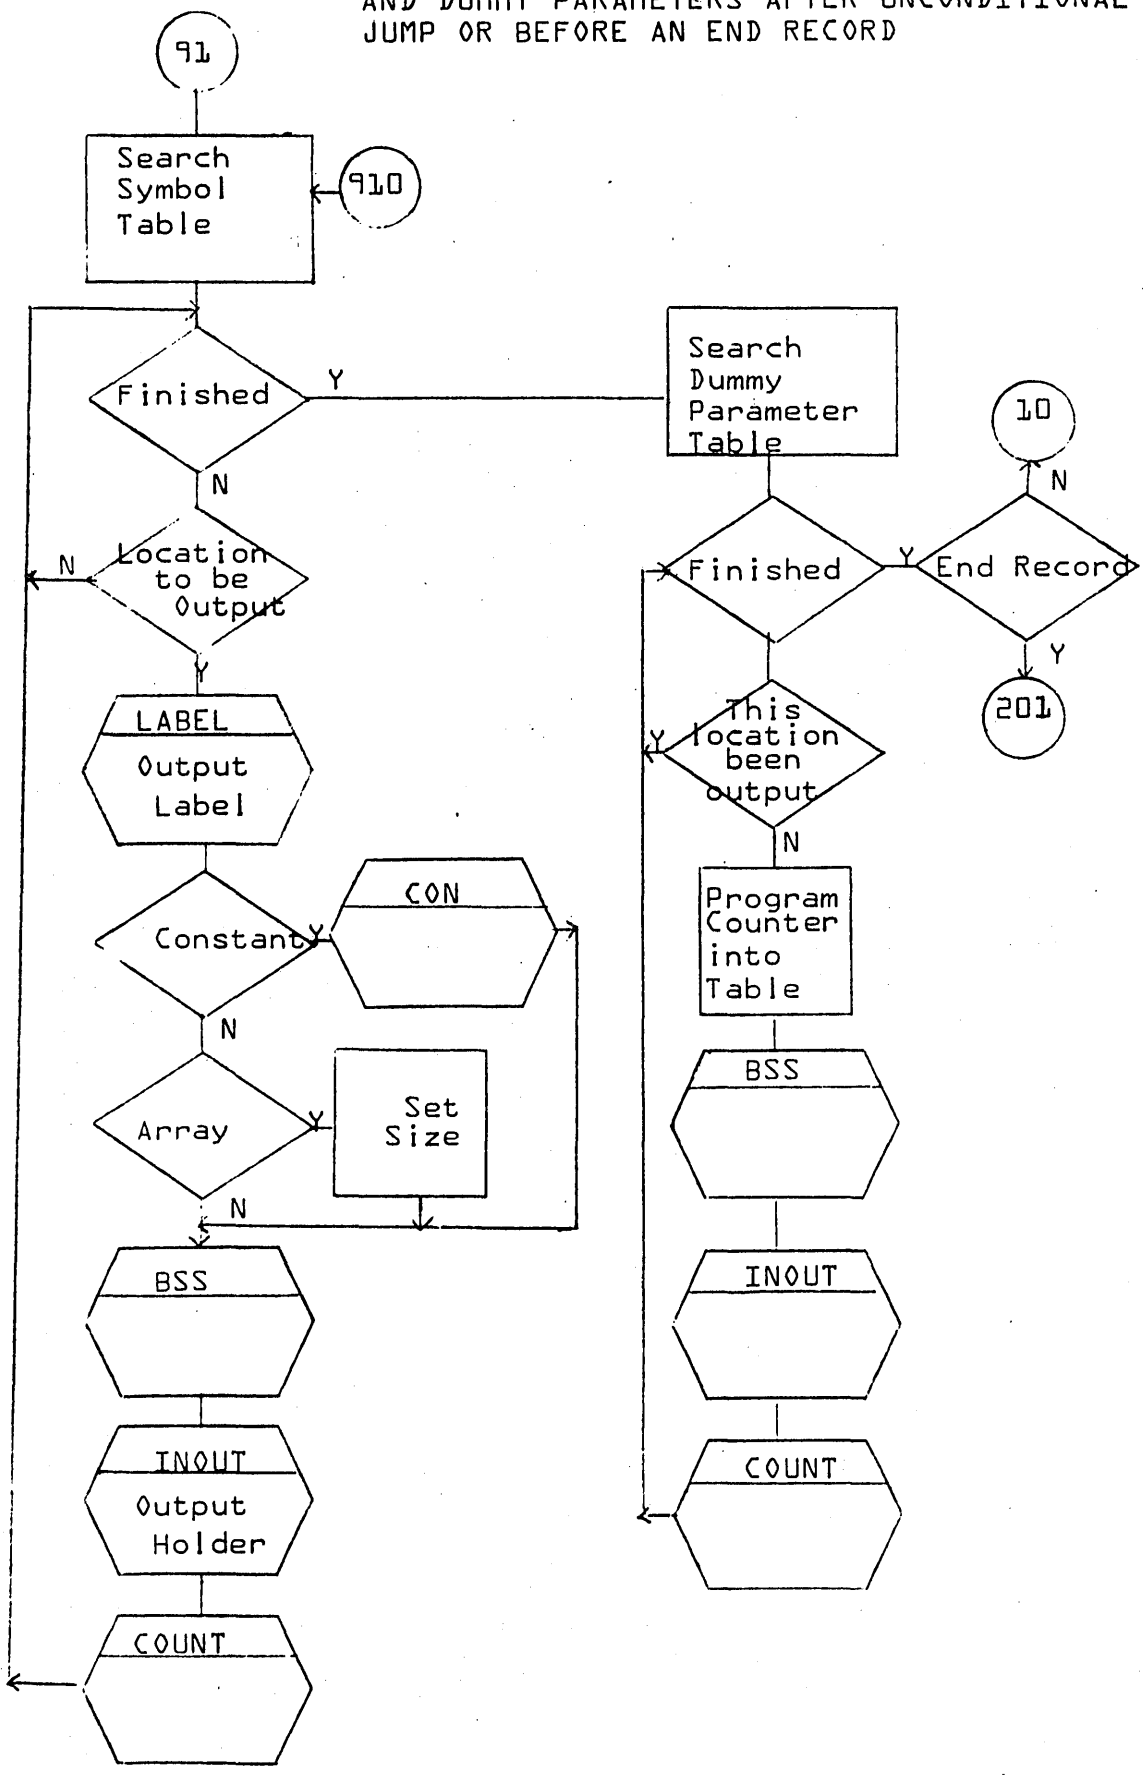 AND DUMMY PARAMETERS AFTER UNCONDITIONAL
JUMP OR BEFORE AN END RECORD
91
Search
Symbol
Table
910
Finished
Y
N
Location
to be
Output
N
Y
LABEL
Output
Label
Constant
Y
N
CON
Array
Y
N
Set
Size
BSS
INOUT
Output
Holder
COUNT
Search
Dummy
Parameter
Table
Finished
Y
End Record
N
10
Y
201
This
location
been
output
Y
N
Program
Counter
into
Table
BSS
INOUT
COUNT